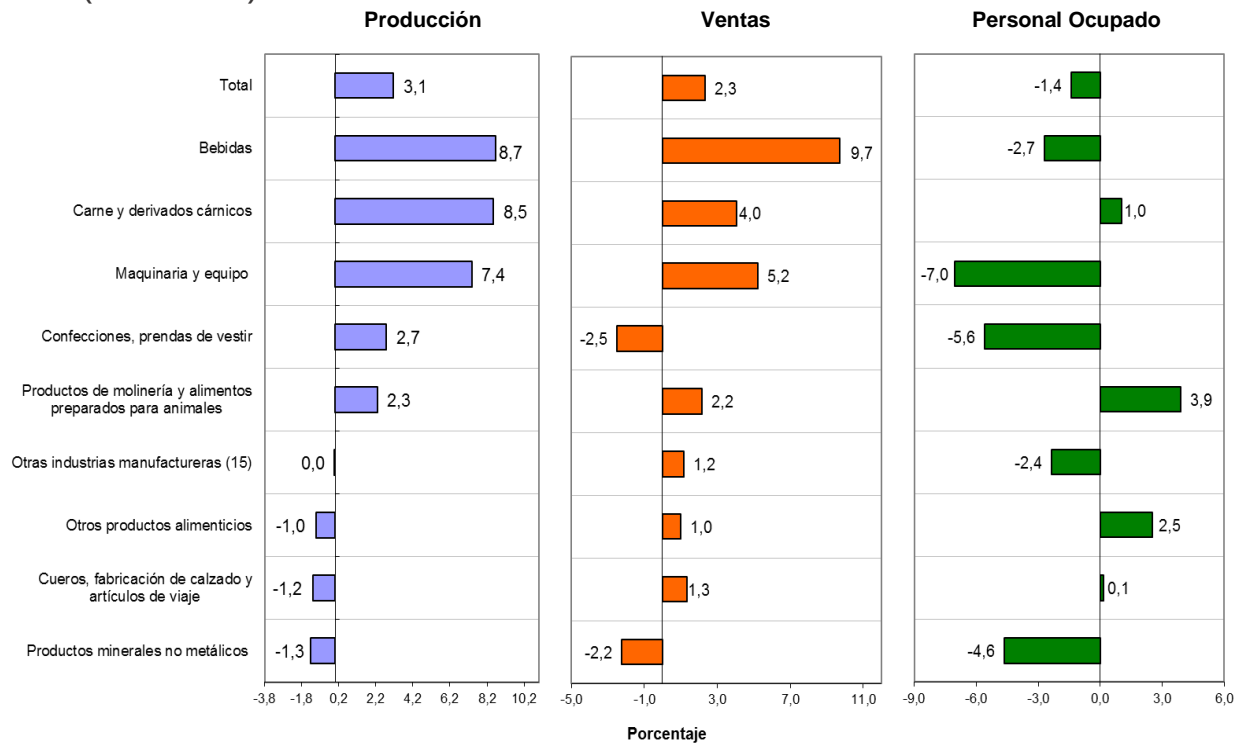 Producción
Ventas
Personal Ocupado
Total
3,1
2,3
-1,4
Bebidas
8,7
9,7
-2,7
Carne y derivados cárnicos
8,5
4,0
1,0
Maquinaria y equipo
7,4
5,2
-7,0
Confecciones, prendas de vestir
2,7
-2,5
-5,6
Productos de molinería y alimentos
preparados para animales
2,3
2,2
3,9
Otras industrias manufactureras (15)
0,0
1,2
-2,4
Otros productos alimenticios
-1,0
1,0
2,5
Cueros, fabricación de calzado y
artículos de viaje
-1,2
1,3
0,1
Productos minerales no metálicos
-1,3
-2,2
-4,6
-3,8 -1,8 0,2 2,2 4,2 6,2 8,2 10,2
-5,0 -1,0 3,0 7,0 11,0
-9,0 -6,0 -3,0 0,0 3,0 6,0
Porcentaje